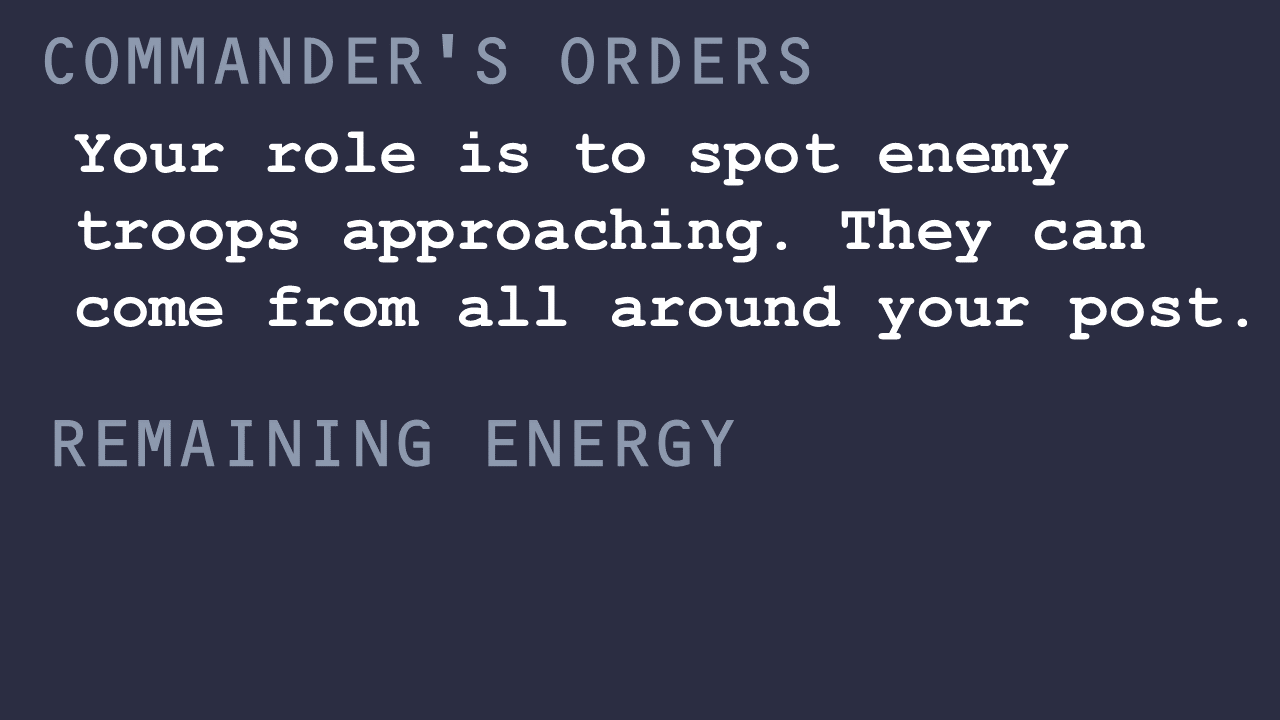 COMMANDER'S ORDERS
Your role is to spot enemy
troops approaching. They can
come from all around your post.
REMAINING ENERGY